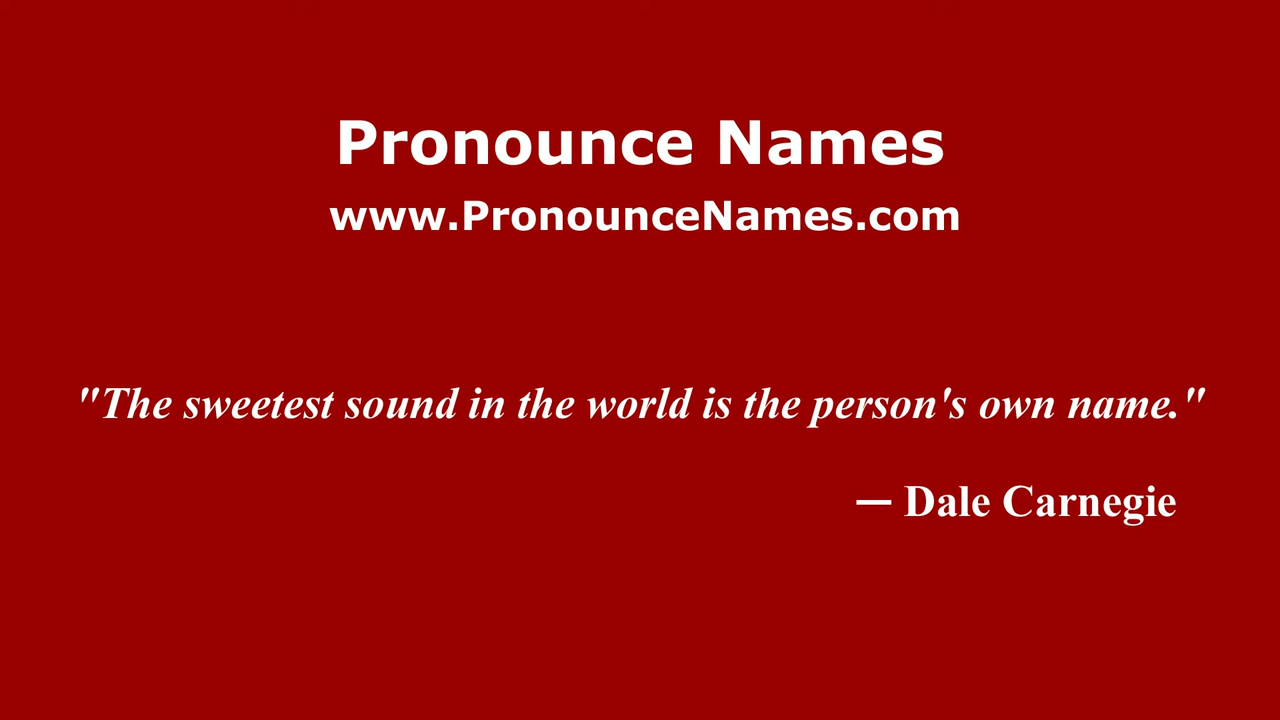 Pronounce Names
www.PronounceNames.com
"The sweetest sound in the world is the person's own name."
— Dale Carnegie